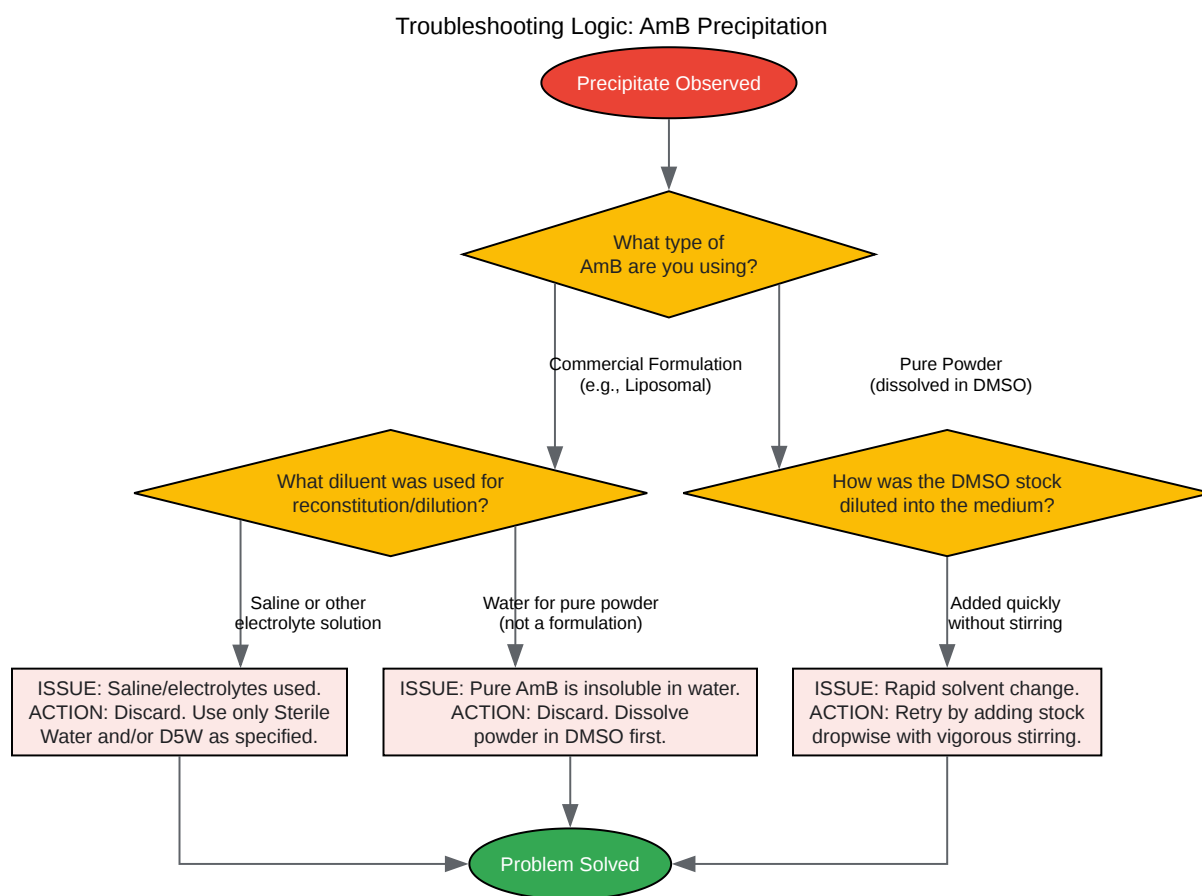 Troubleshooting Logic: AmB Precipitation
Precipitate Observed
What type of
AmB are you using?
Commercial Formulation
(e.g., Liposomal)
Pure Powder
(dissolved in DMSO)
What diluent was used for
reconstitution/dilution?
How was the DMSO stock
diluted into the medium?
Saline or other
electrolyte solution
Water for pure powder
(not a formulation)
Added quickly
without stirring
ISSUE: Saline/electrolytes used.
ACTION: Discard. Use only Sterile
Water and/or D5W as specified.
ISSUE: Pure AmB is insoluble in water.
ACTION: Discard. Dissolve
powder in DMSO first.
ISSUE: Rapid solvent change.
ACTION: Retry by adding stock
dropwise with vigorous stirring.
Problem Solved